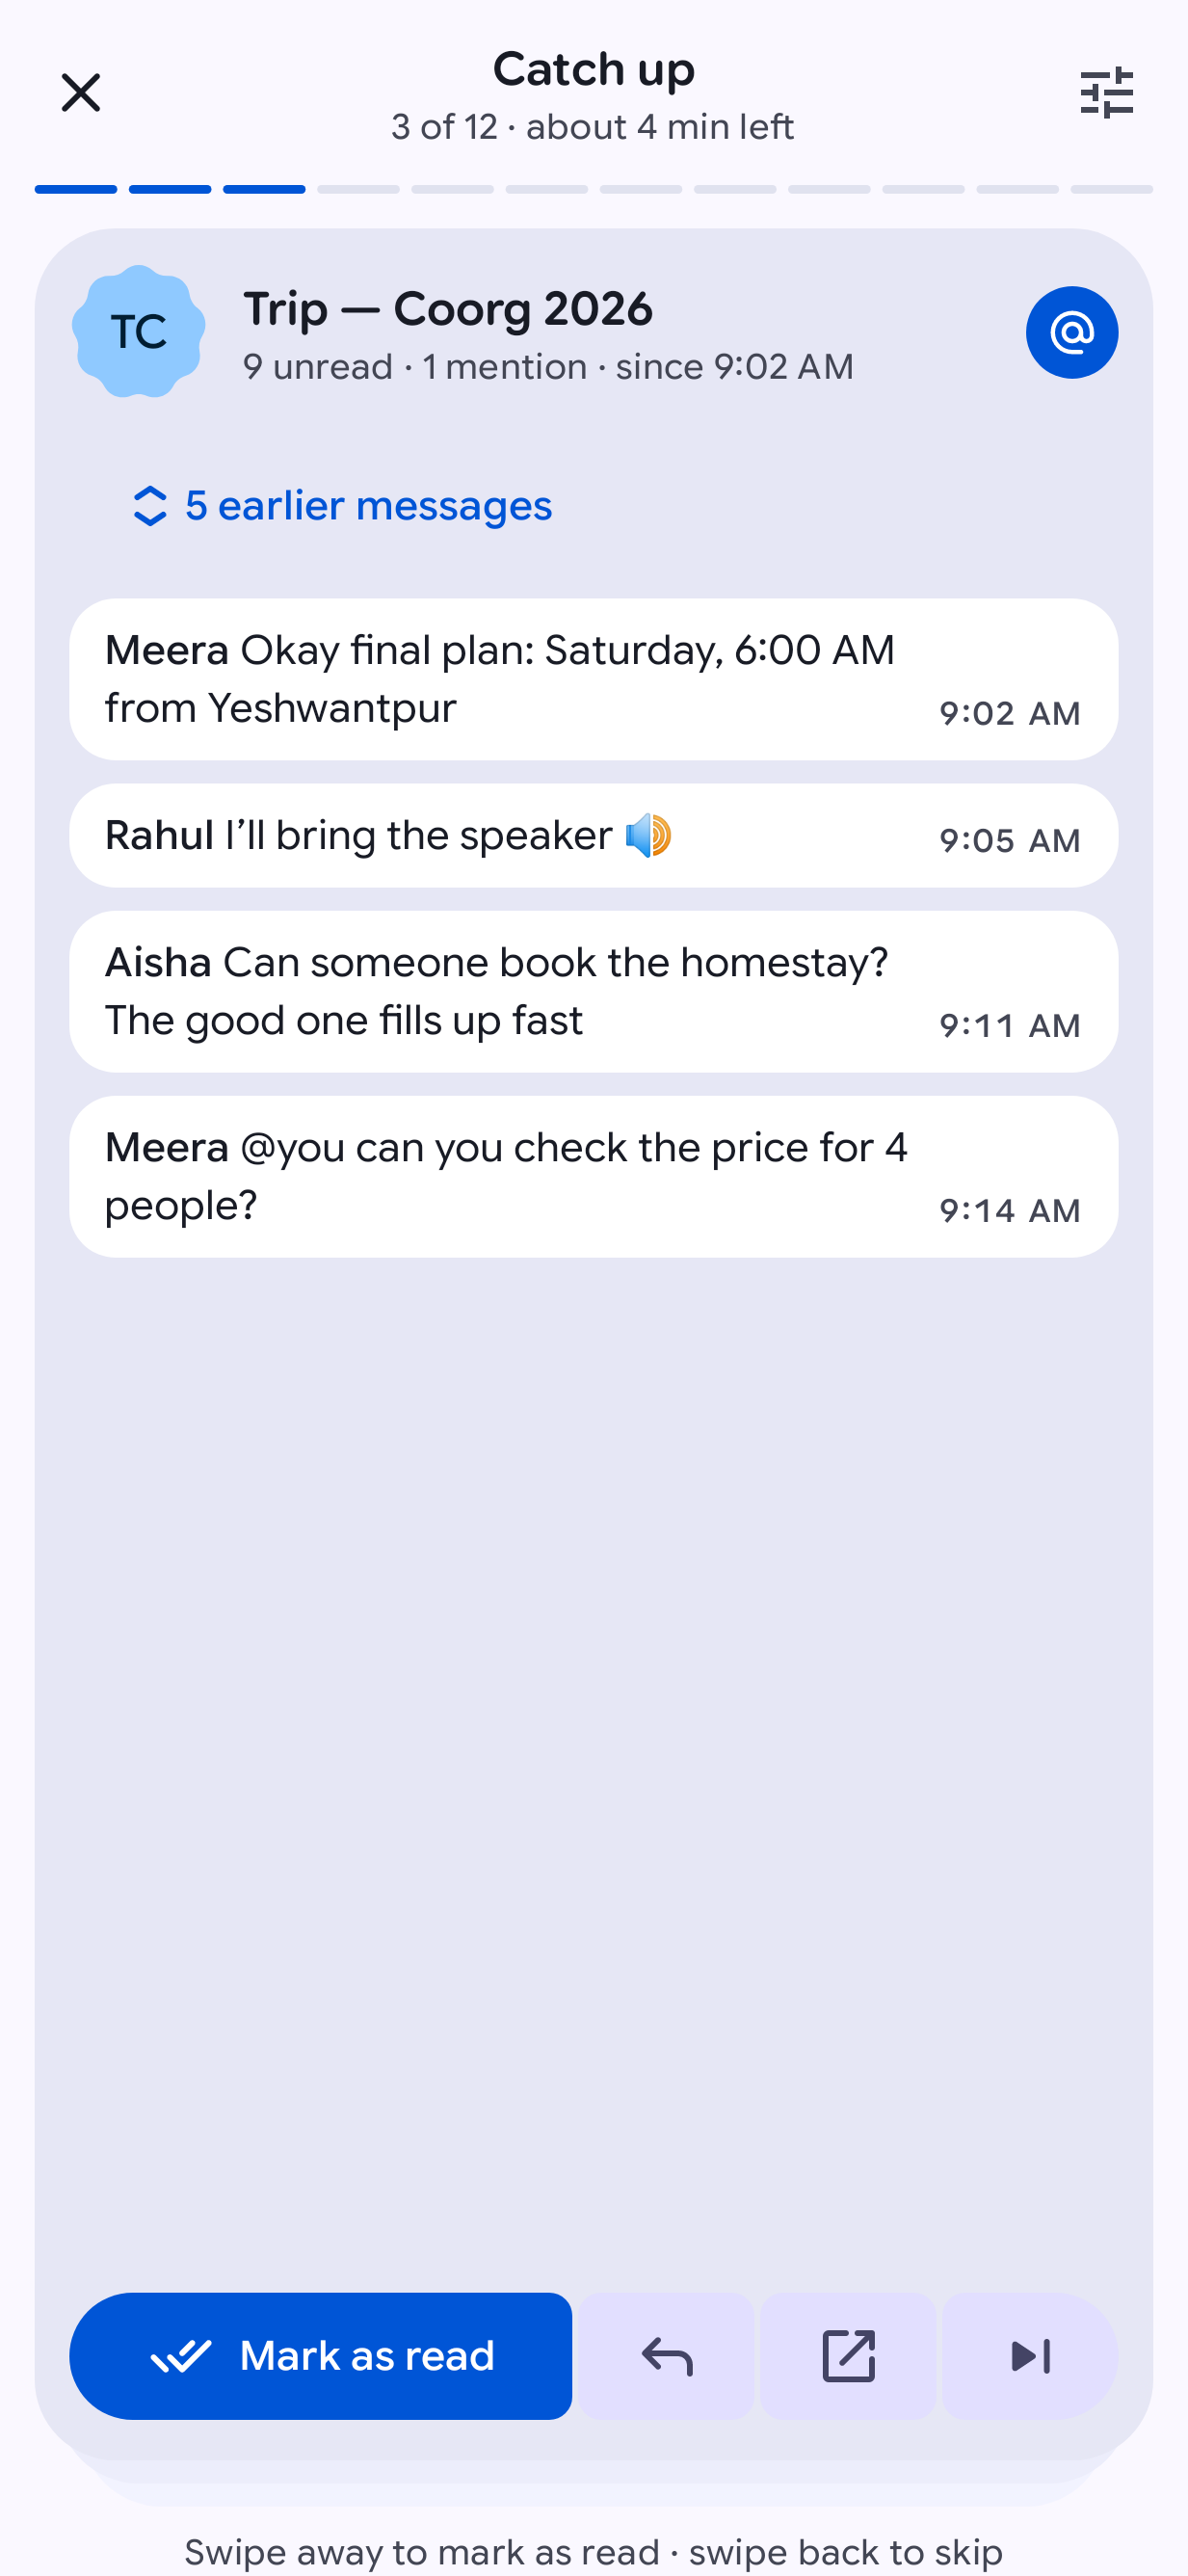 Catch up
3 of 12 · about 4 min left
TC
Trip — Coorg 2026
9 unread · 1 mention · since 9:02 AM
5 earlier messages
Meera Okay final plan: Saturday, 6:00 AM
from Yeshwantpur
9:02 AM
Rahul I’ll bring the speaker 🔊
9:05 AM
Aisha Can someone book the homestay?
The good one fills up fast
9:11 AM
Meera @you can you check the price for 4
people?
9:14 AM
Mark as read
Swipe away to mark as read · swipe back to skip